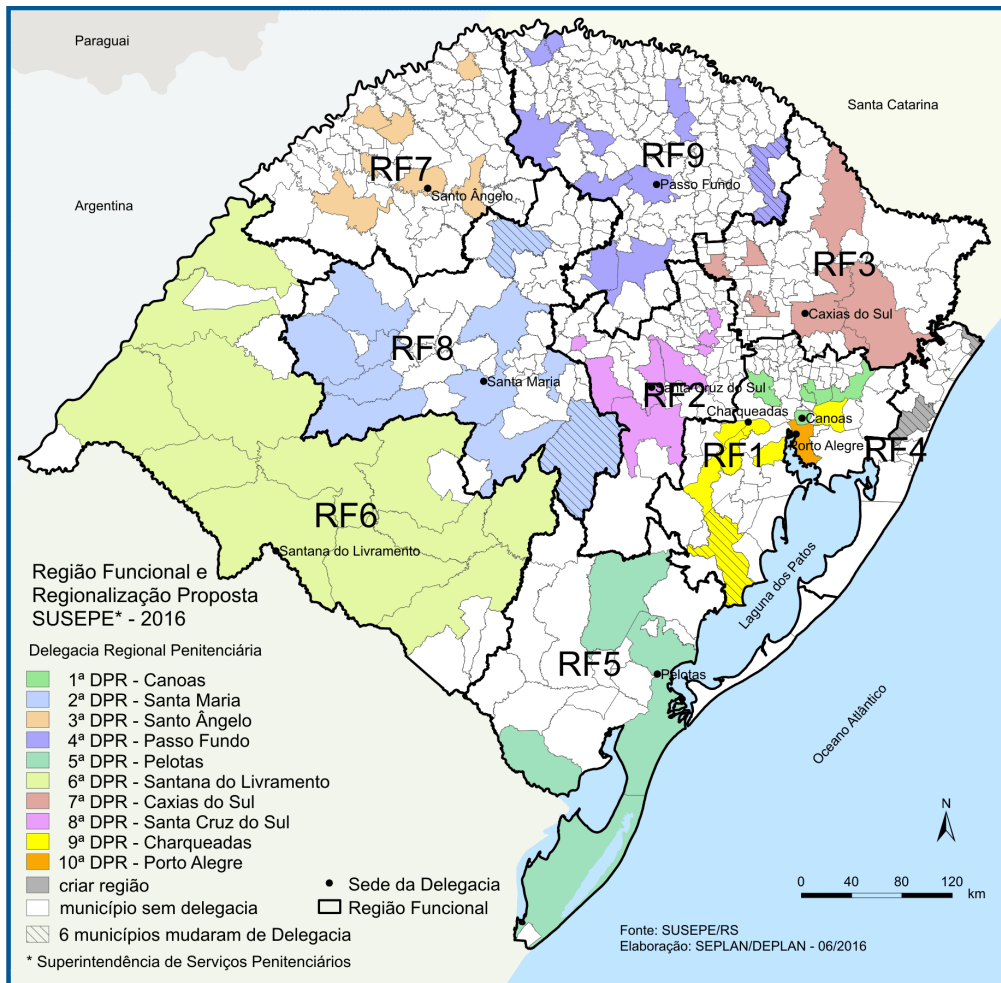 Paraguai
Santa Catarina
Argentina
RF7
Santo Ângelo
RF9
Passo Fundo
RF3
Caxias do Sul
RF8
Santa Maria
Santa Cruz do Sul
RF2
Charqueadas
Canoas
Porto Alegre
RF1
RF4
RF6
Santana do Livramento
Laguna dos Patos
RF5
Pelotas
Oceano Atlântico
Região Funcional e
Regionalização Proposta
SUSEPE* - 2016
Delegacia Regional Penitenciária
1ª DPR - Canoas
2ª DPR - Santa Maria
3ª DPR - Santo Ângelo
4ª DPR - Passo Fundo
5ª DPR - Pelotas
6ª DPR - Santana do Livramento
7ª DPR - Caxias do Sul
8ª DPR - Santa Cruz do Sul
9ª DPR - Charqueadas
10ª DPR - Porto Alegre
criar região
município sem delegacia
6 municípios mudaram de Delegacia
* Superintendência de Serviços Penitenciários
Sede da Delegacia
Região Funcional
N
0 40 80 120
km
Fonte: SUSEPE/RS
Elaboração: SEPLAN/DEPLAN - 06/2016